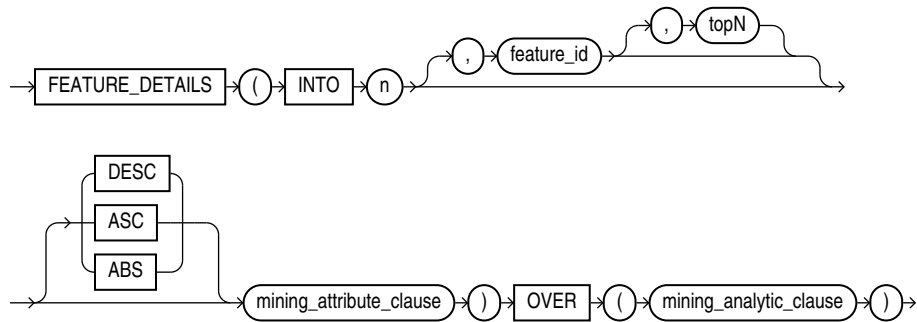 , topN
, feature_id
FEATURE_DETAILS ( INTO n
DESC
ASC
ABS
mining_attribute_clause ) OVER ( mining_analytic_clause )